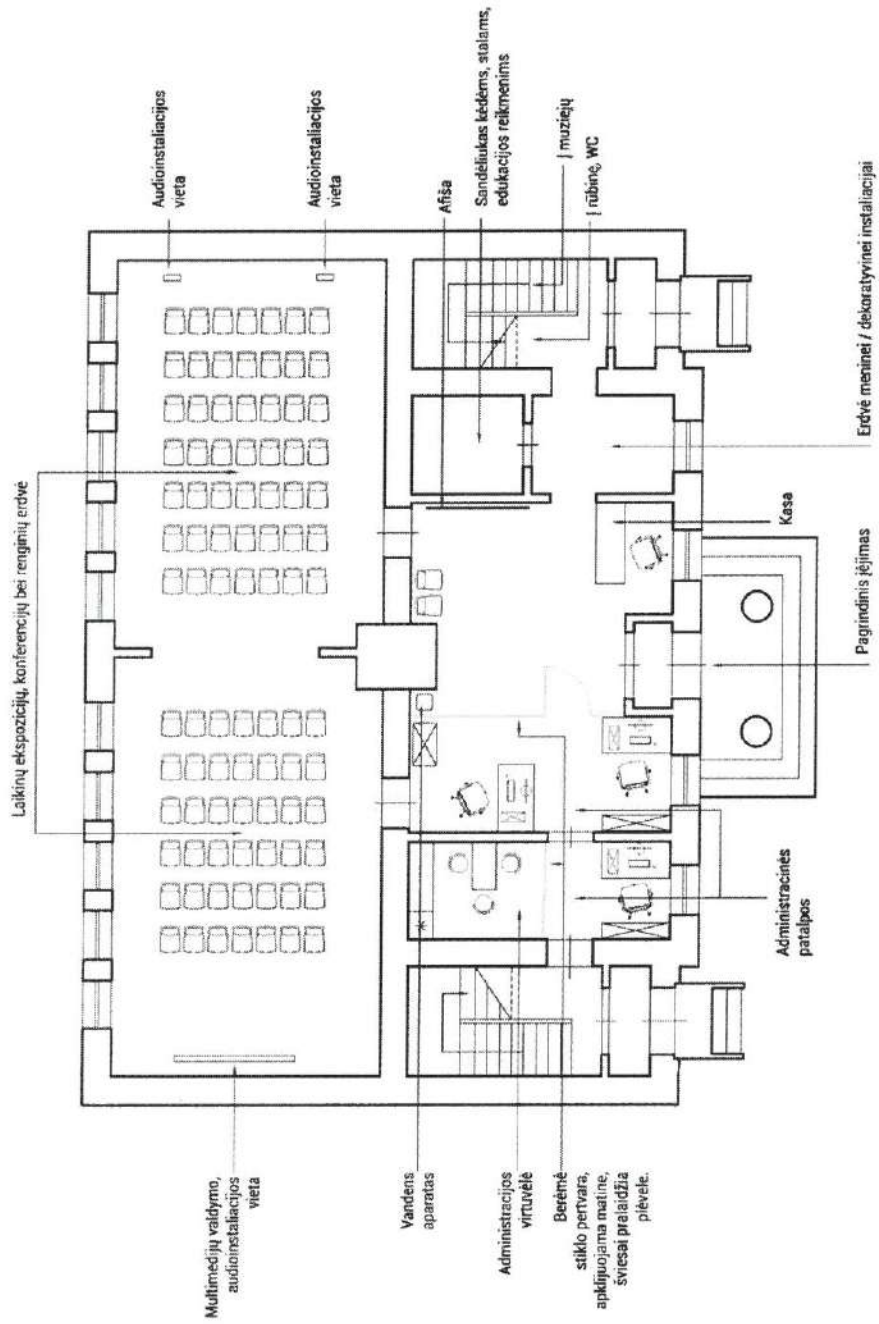 Laikinų ekspozicijų, konferencijų bei renginių erdvė
Multimedijų valdymo,
audioinstaliacijos
vieta
Audioinstaliacijos
vieta
Audioinstaliacijos
vieta
Vandens
aparatas
Afiša
Sandėliukas kėdėms, stalams,
edukacijos reikmenims
Į muziejų
Į rūbinę, WC
Administracijos
virtuvėlė
Berėmė
stiklo pertvara,
apklijuojama matine,
šviesai pralaidžia
plėvele.
Administracinės
patalpos
Pagrindinis įėjimas
Kasa
Erdvė meninei / dekoratyvinei instaliacijai